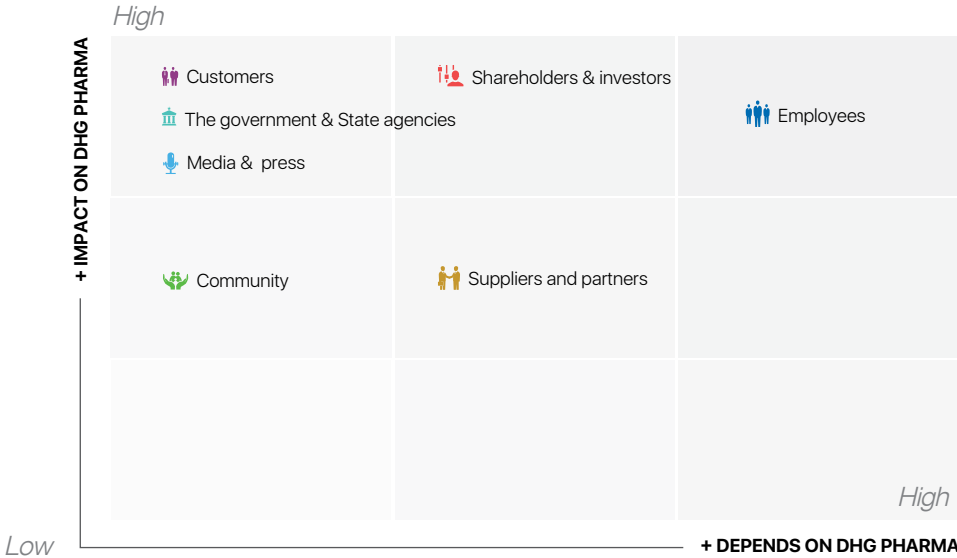 High
+ IMPACT ON DHG PHARMA
Customers
Shareholders & investors
Employees
The government & State agencies
Media & press
Community
Suppliers and partners
High
Low
+ DEPENDS ON DHG PHARMA